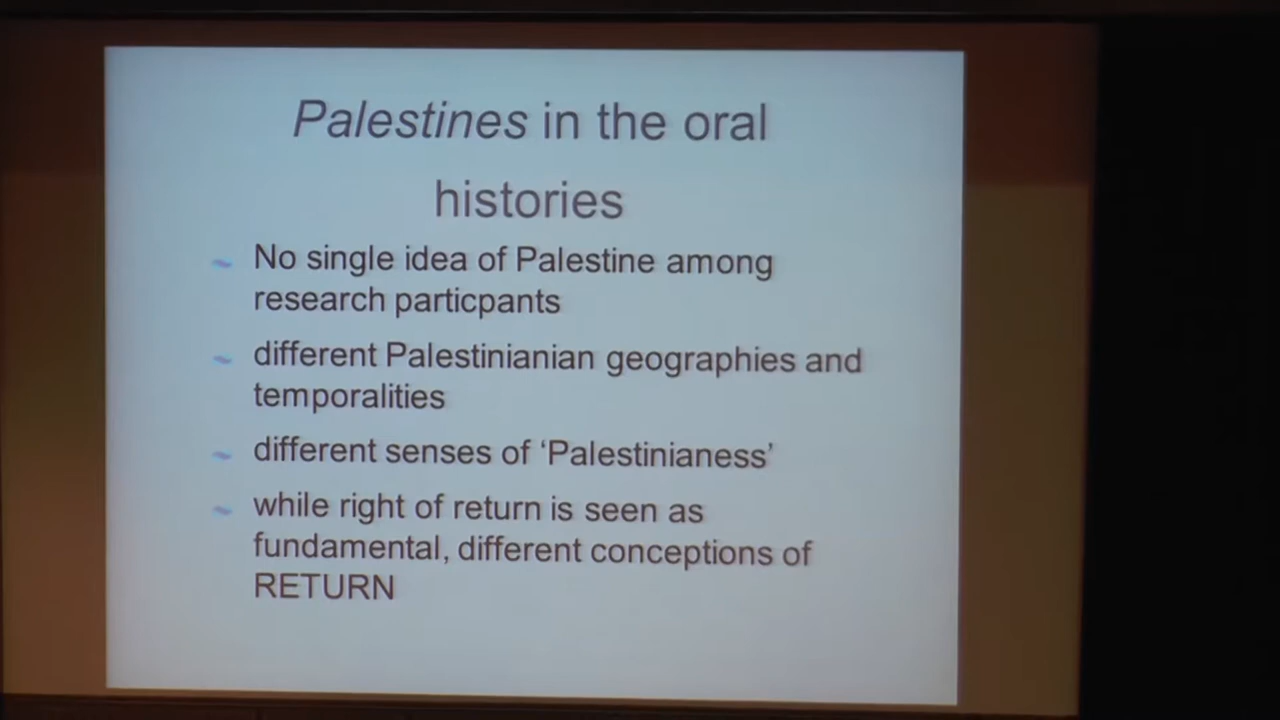 Palestines in the oral
histories
No single idea of Palestine among
research particpants
different Palestinianian geographies and
temporalities
different senses of ‘Palestinianess’
while right of return is seen as
fundamental, different conceptions of
RETURN